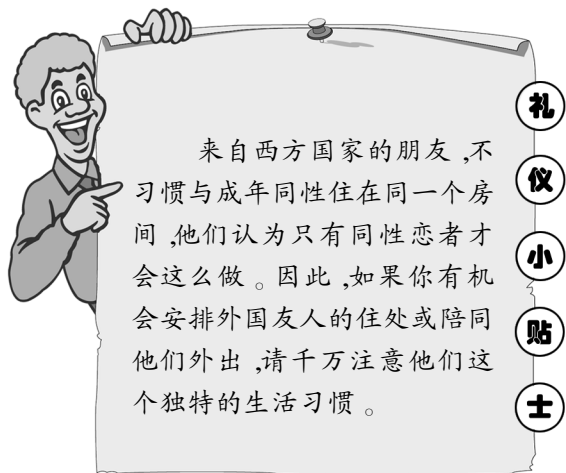 来自西方国家的朋友,不
习惯与成年同性住在同一个房
间,他们认为只有同性恋者才
会这么做。因此,如果你有机
会安排外国友人的住处或陪同
他们外出,请千万注意他们这
个独特的生活习惯。
礼仪小贴士